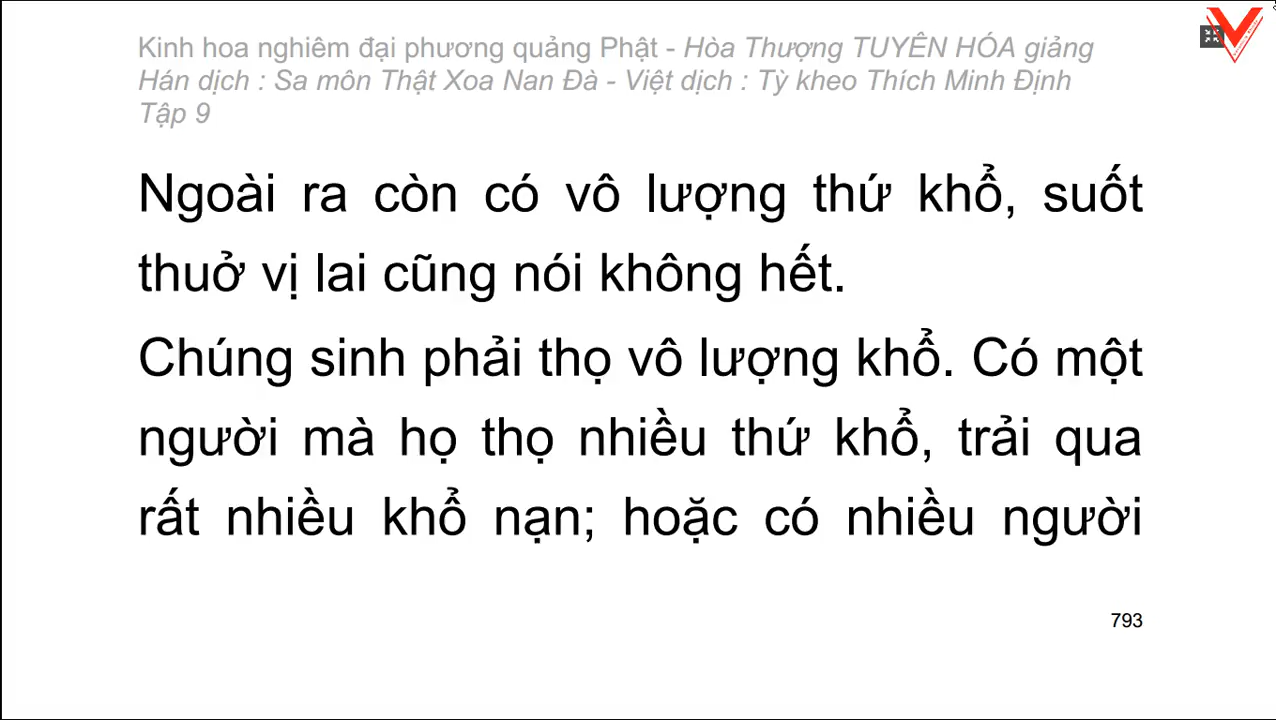 Kinh hoa nghiêm đại phương quảng Phật - Hòa Thượng TUYÊN HÓA giảng
Hán dịch : Sa môn Thật Xoa Nan Đà - Việt dịch : Tỳ kheo Thích Minh Định
Tập 9
Ngoài ra còn có vô lượng thứ khổ, suốt
thuở vị lai cũng nói không hết.
Chúng sinh phải thọ vô lượng khổ. Có một
người mà họ thọ nhiều thứ khổ, trải qua
rất nhiều khổ nạn; hoặc có nhiều người
793